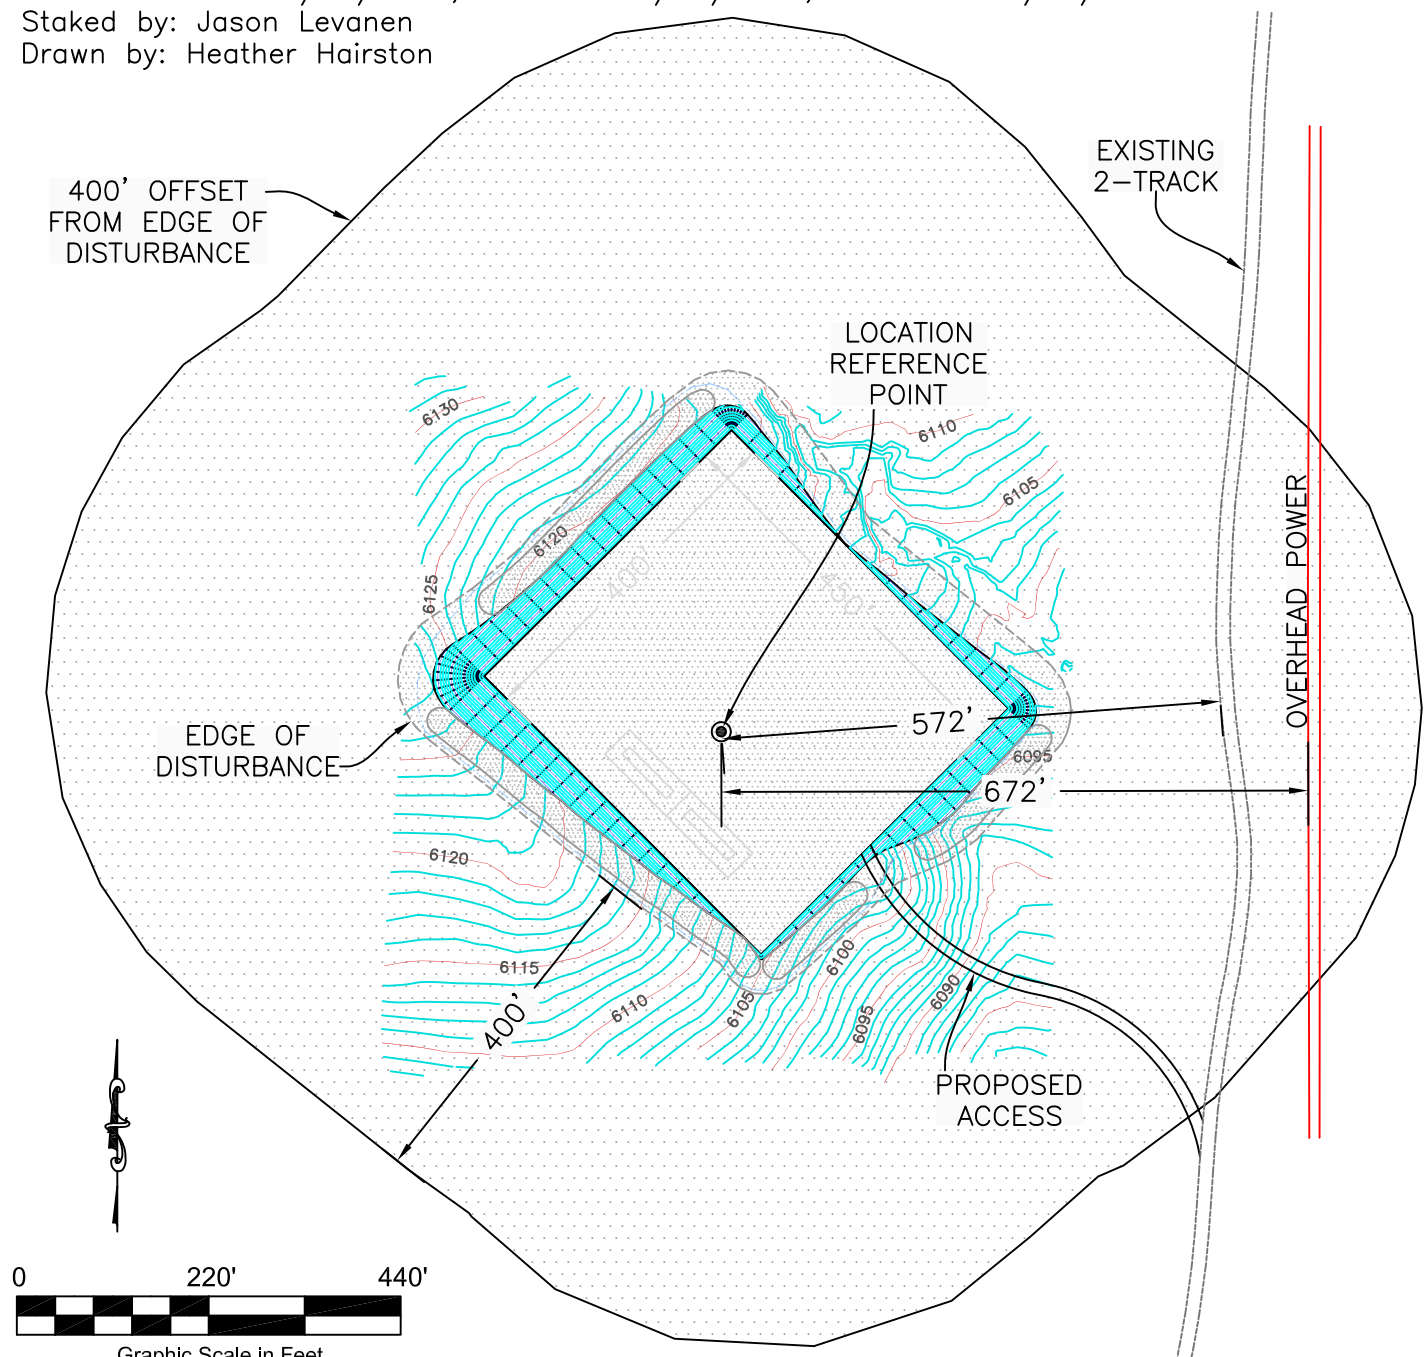 Staked by: Jason Levanen
Drawn by: Heather Hairston
EXISTING
2-TRACK
400' OFFSET
FROM EDGE OF
DISTURBANCE
LOCATION
REFERENCE
POINT
6130
6110
6105
6120
6125
400'
450'
OVERHEAD POWER
572'
EDGE OF
DISTURBANCE
6095
672'
6120
6115
6110
6105
6100
6095
6090
400'
PROPOSED
ACCESS
0 220' 440'
Graphic Scale in Feet